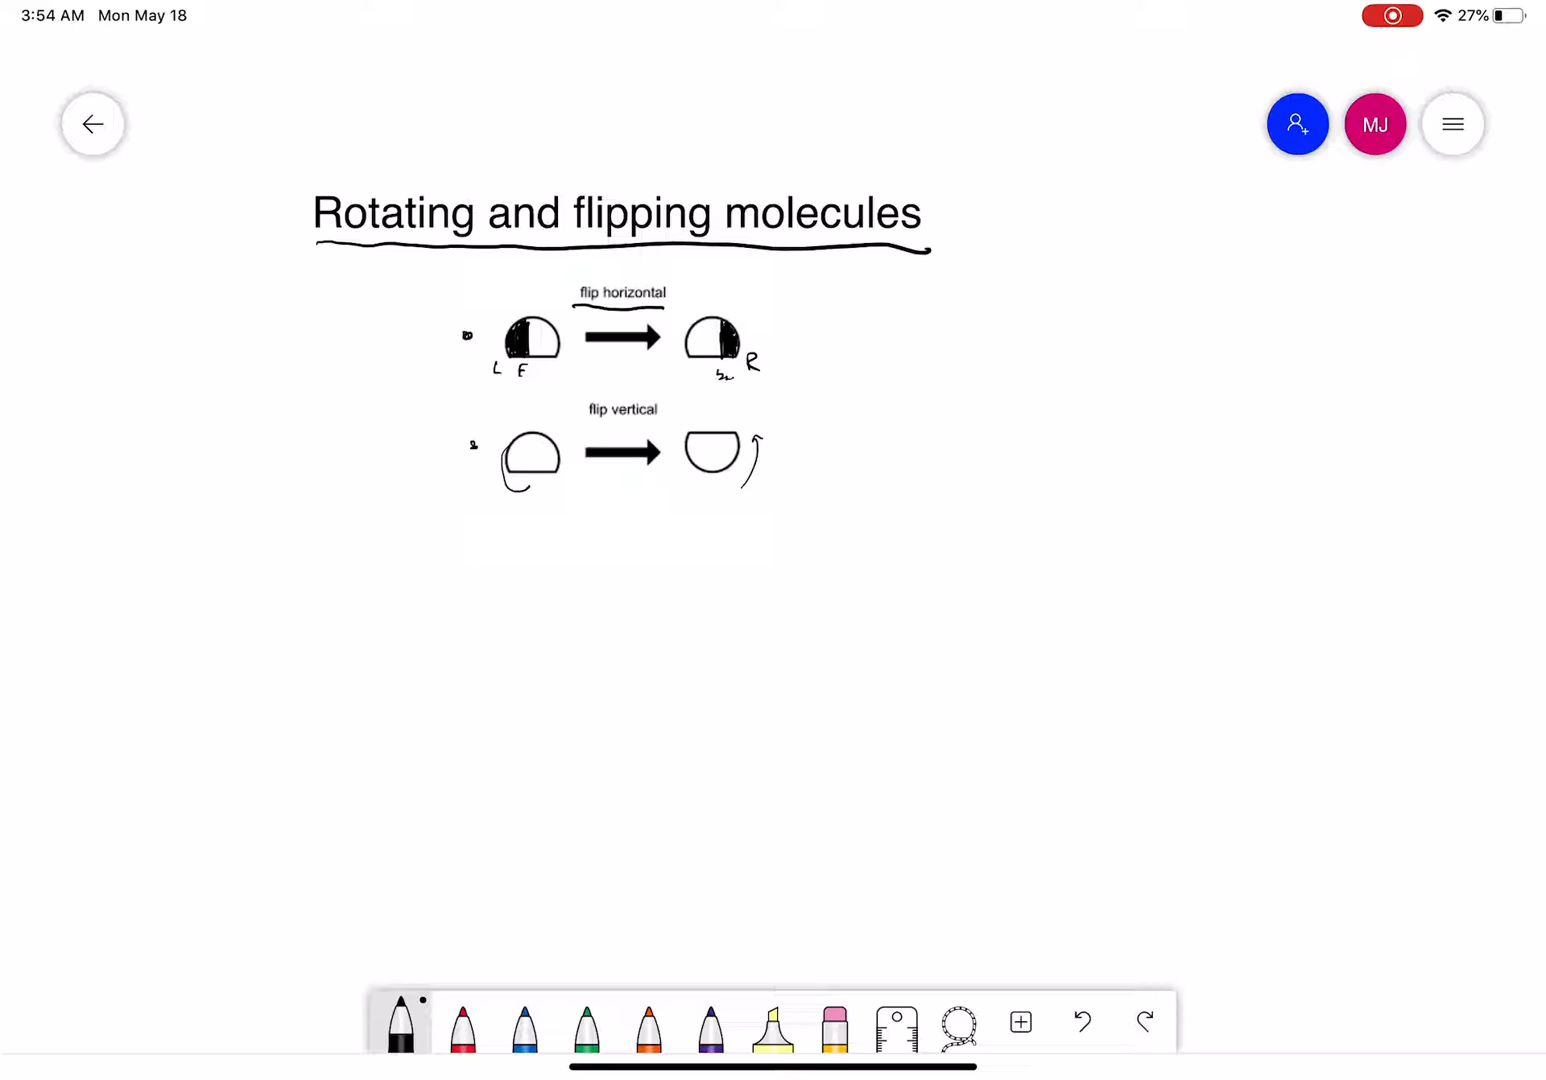 3:54 AM Mon May 18
27%
MJ
Rotating and flipping molecules
flip horizontal
L E
R
flip vertical